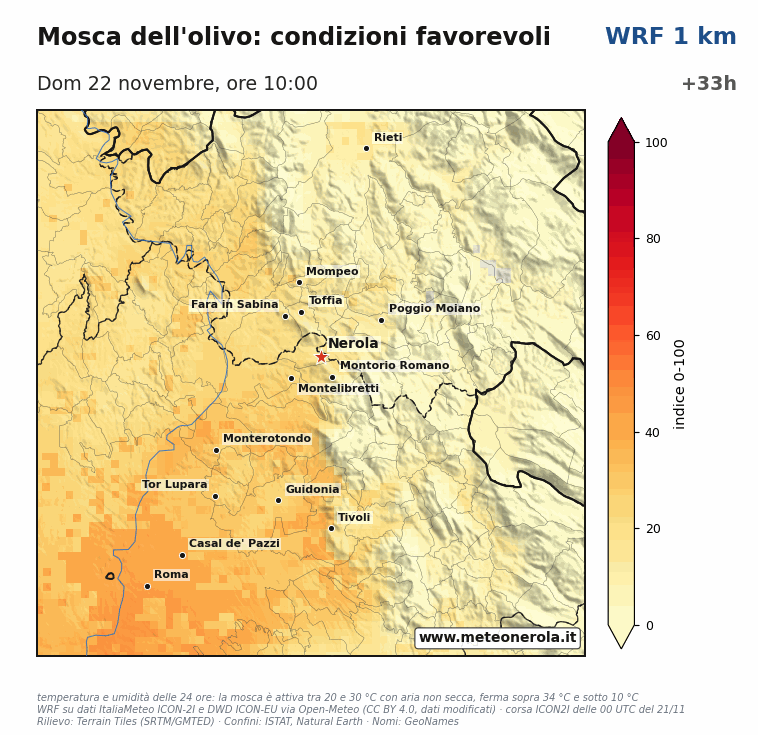 Mosca dell'olivo: condizioni favorevoli
WRF 1 km
Dom 22 novembre, ore 10:00
+33h
Rieti
Mompeo
Toffia
Fara in Sabina
Poggio Moiano
Nerola
Montorio Romano
Montelibretti
Monterotondo
Tor Lupara
Guidonia
Tivoli
Casal de' Pazzi
Roma
www.meteonerola.it
100
80
60
40
20
0
indice 0-100
temperatura e umidità delle 24 ore: la mosca è attiva tra 20 e 30 °C con aria non secca, ferma sopra 34 °C e sotto 10 °C
WRF su dati ItaliaMeteo ICON-2I e DWD ICON-EU via Open-Meteo (CC BY 4.0, dati modificati) · corsa ICON2I delle 00 UTC del 21/11
Rilievo: Terrain Tiles (SRTM/GMTED) · Confini: ISTAT, Natural Earth · Nomi: GeoNames